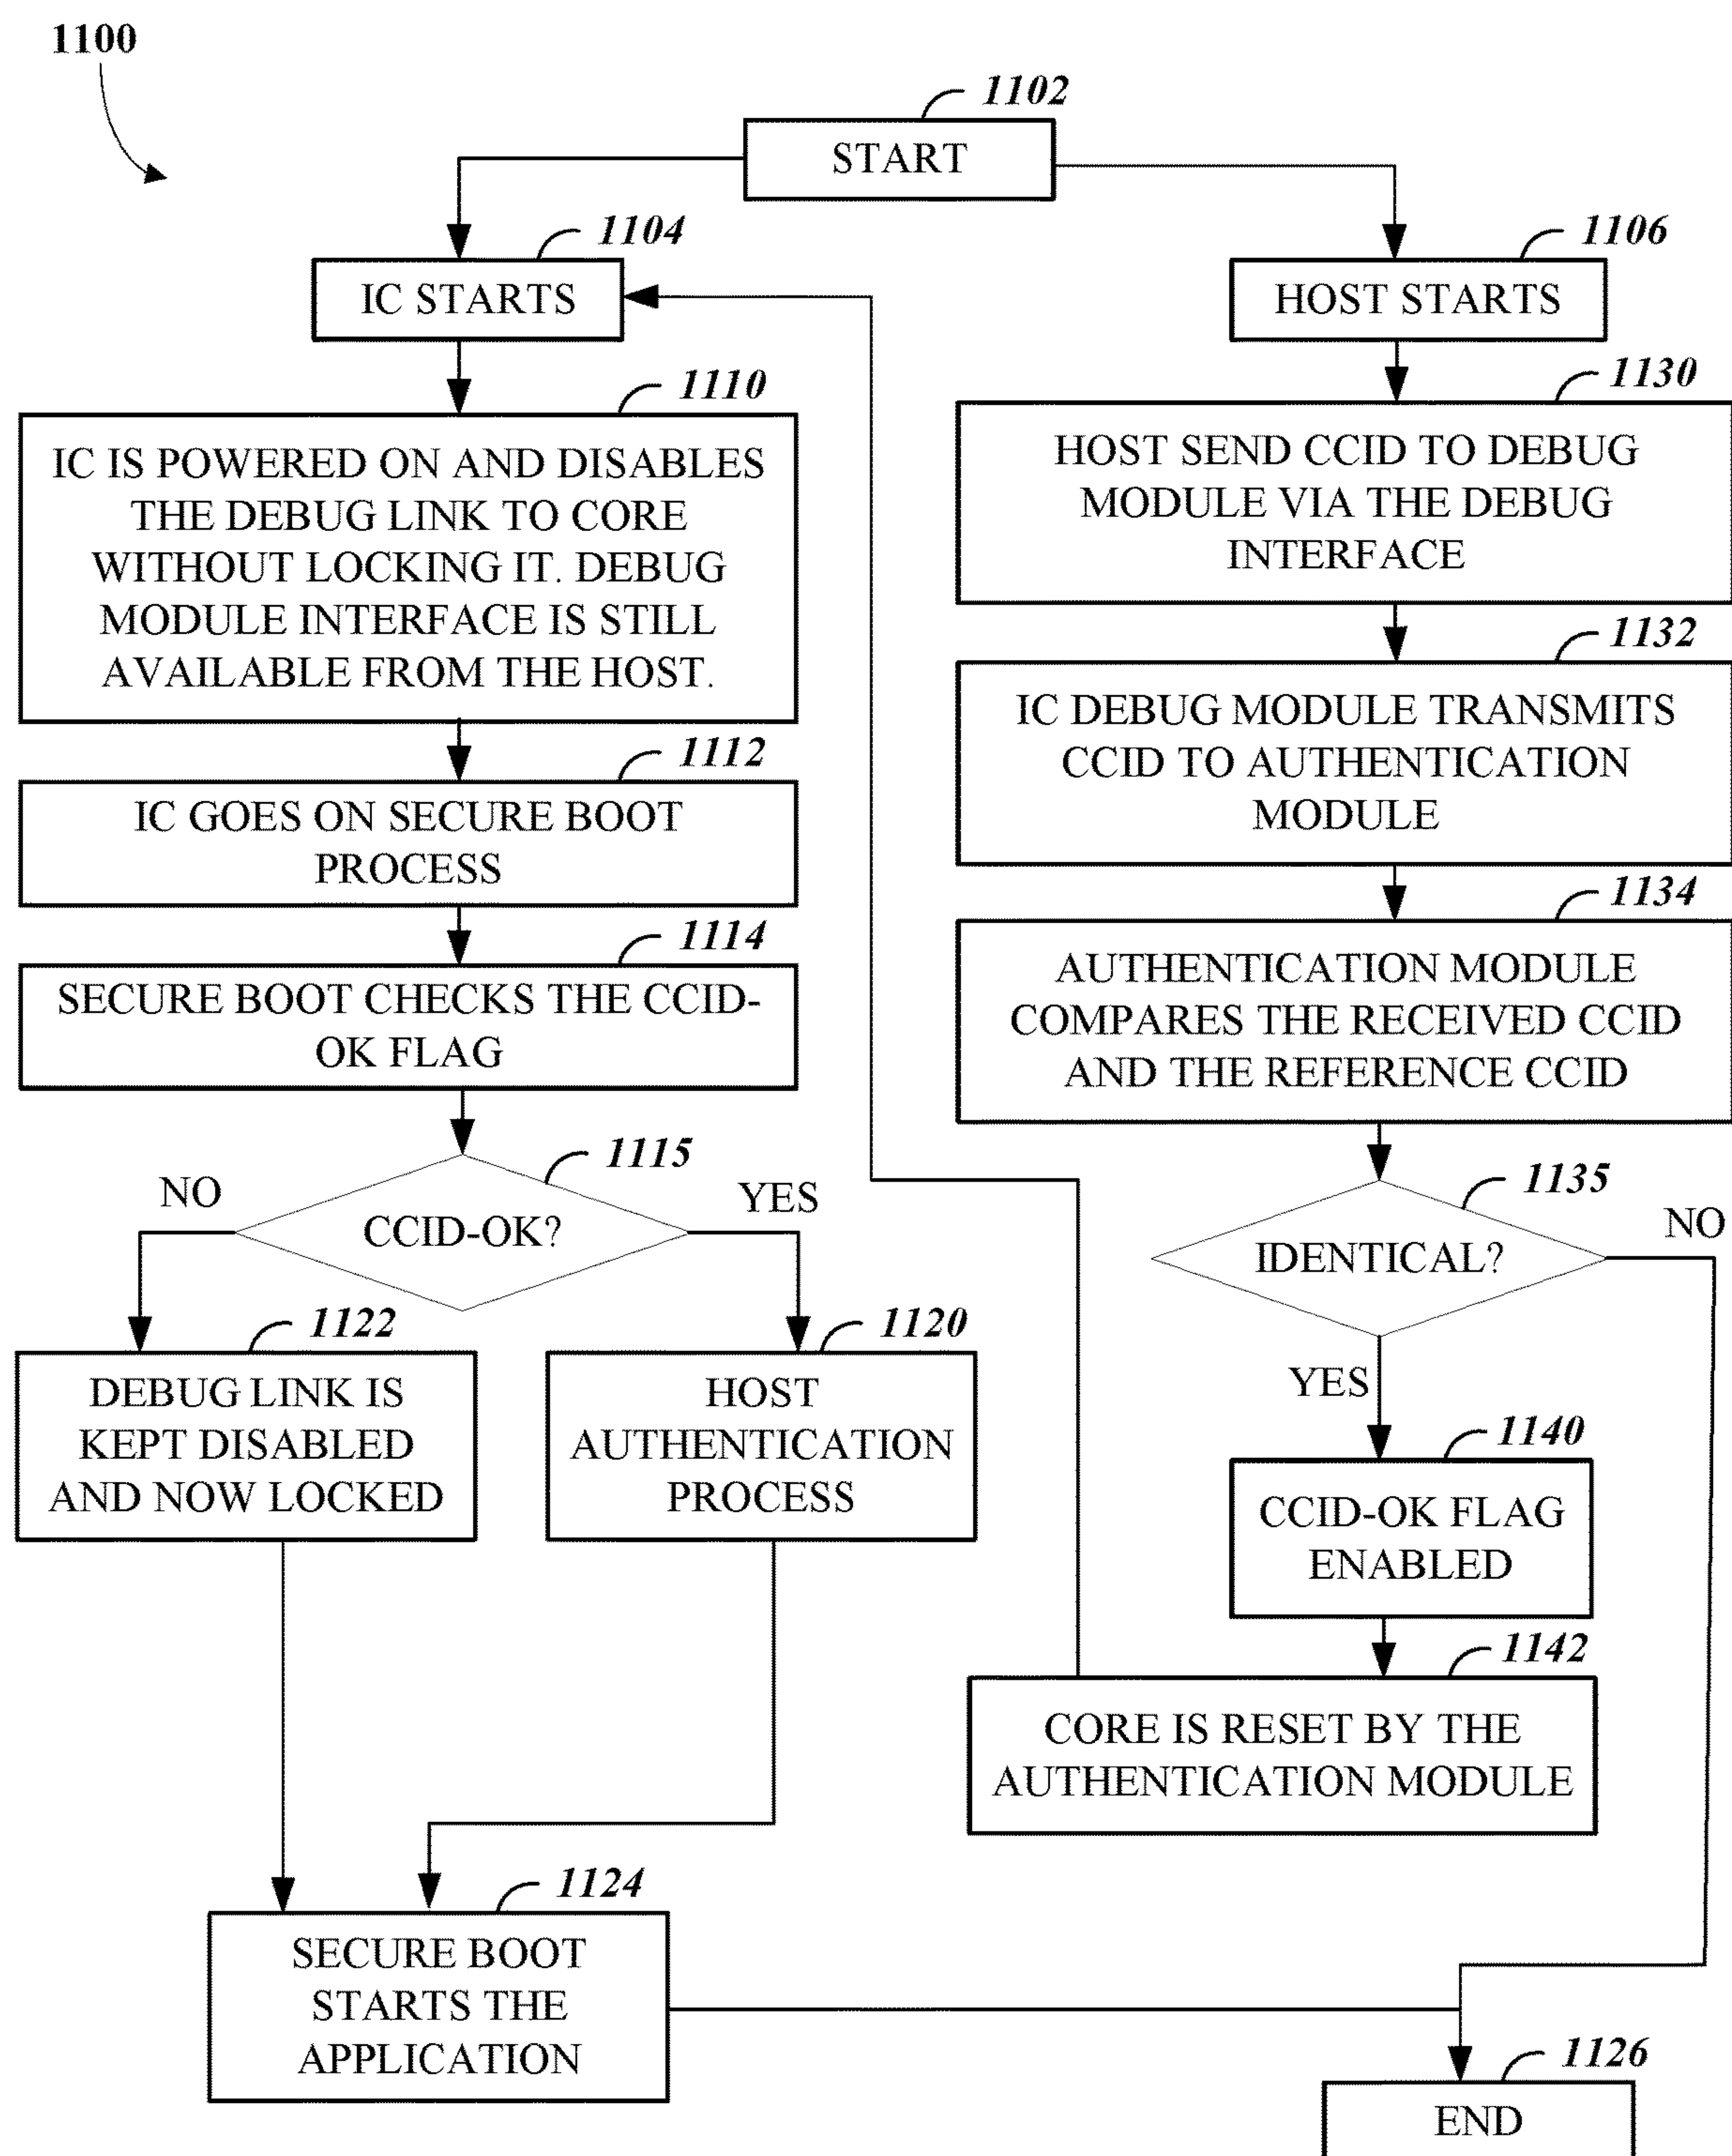 1100
1102
START
1104
IC STARTS
1106
HOST STARTS
1110
IC IS POWERED ON AND DISABLES
THE DEBUG LINK TO CORE
WITHOUT LOCKING IT. DEBUG
MODULE INTERFACE IS STILL
AVAILABLE FROM THE HOST.
1112
IC GOES ON SECURE BOOT
PROCESS
1114
SECURE BOOT CHECKS THE CCID-
OK FLAG
1115
CCID-OK?
NO
YES
1122
DEBUG LINK IS
KEPT DISABLED
AND NOW LOCKED
1120
HOST
AUTHENTICATION
PROCESS
1124
SECURE BOOT
STARTS THE
APPLICATION
1130
HOST SEND CCID TO DEBUG
MODULE VIA THE DEBUG
INTERFACE
1132
IC DEBUG MODULE TRANSMITS
CCID TO AUTHENTICATION
MODULE
1134
AUTHENTICATION MODULE
COMPARES THE RECEIVED CCID
AND THE REFERENCE CCID
1135
IDENTICAL?
NO
YES
1140
CCID-OK FLAG
ENABLED
1142
CORE IS RESET BY THE
AUTHENTICATION MODULE
1126
END